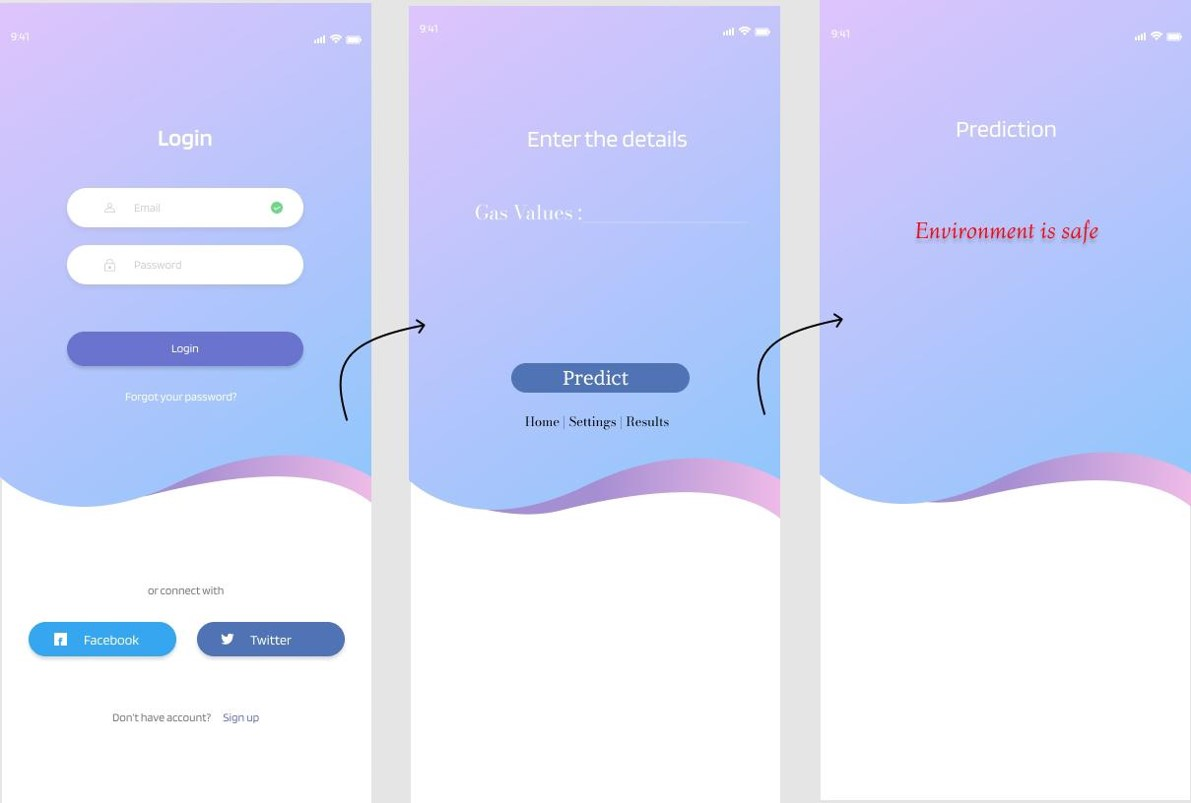 9:41
Login
Email
Password
Login
Forgot your password?
or connect with
Facebook
Twitter
Don't have account? Sign up
9:41
Enter the details
Gas Values :
Predict
Home | Settings | Results
9:41
Prediction
Environment is safe